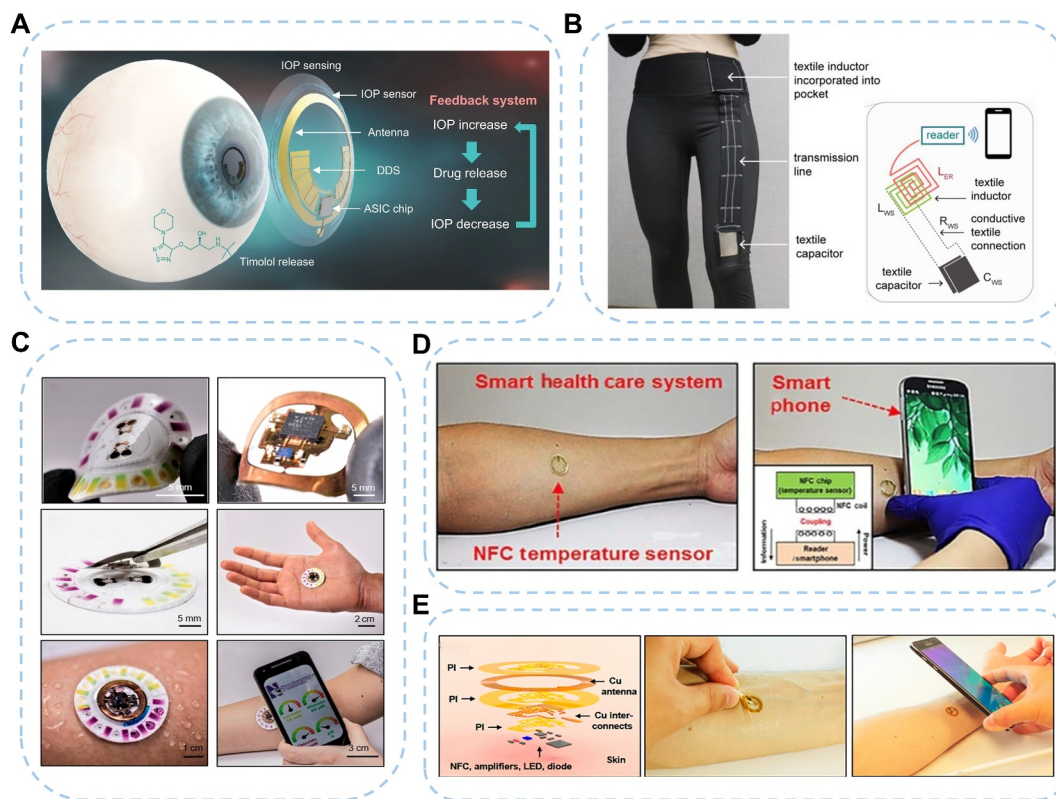 A
IOP sensing
IOP sensor
Antenna
DDS
ASIC chip
Timolol release
OH
N
O
N
N
S
O
N
H
Feedback system
IOP increase
Drug release
IOP decrease
B
textile inductor
incorporated into
pocket
transmission
line
textile
capacitor
reader
L_ER
L_WS
textile
inductor
R_WS
conductive
textile
connection
textile
capacitor
C_WS
C
5 mm
5 mm
5 mm
2 cm
1 cm
3 cm
D
Smart health care system
NFC temperature sensor
Smart
phone
SAMSUNG
NFC chip
(temperature sensor)
NFC coil
Coupling
Information
Power
Reader
/smartphone
E
PI
Cu
antenna
PI
Cu inter-
connects
PI
Skin
NFC, amplifiers, LED, diode